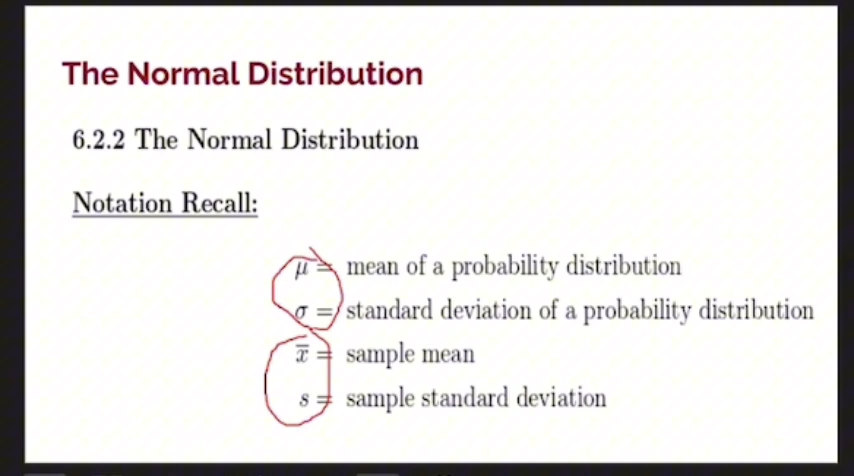 The Normal Distribution
6.2.2 The Normal Distribution
Notation Recall:
μ = mean of a probability distribution
σ = standard deviation of a probability distribution
x̅ = sample mean
s = sample standard deviation